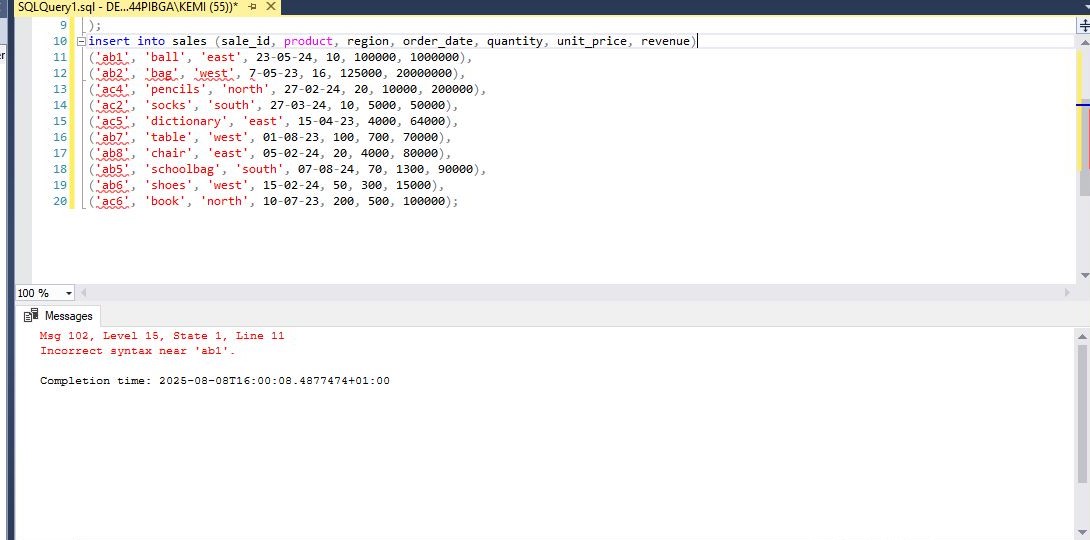 SQLQuery1.sql - DE...44PIBGA\KEMI (55))*
9 );
10 insert into sales (sale_id, product, region, order_date, quantity, unit_price, revenue)
11 ('ab1', 'ball', 'east', 23-05-24, 10, 100000, 1000000),
12 ('ab2', 'bag', 'west', 7-05-23, 16, 125000, 20000000),
13 ('ac4', 'pencils', 'north', 27-02-24, 20, 10000, 200000),
14 ('ac2', 'socks', 'south', 27-03-24, 10, 5000, 50000),
15 ('ac5', 'dictionary', 'east', 15-04-23, 4000, 64000),
16 ('ab7', 'table', 'west', 01-08-23, 100, 700, 70000),
17 ('ab8', 'chair', 'east', 05-02-24, 20, 4000, 80000),
18 ('ab5', 'schoolbag', 'south', 07-08-24, 70, 1300, 90000),
19 ('ab6', 'shoes', 'west', 15-02-24, 50, 300, 15000),
20 ('ac6', 'book', 'north', 10-07-23, 200, 500, 100000);
100 %
Messages
Msg 102, Level 15, State 1, Line 11
Incorrect syntax near 'ab1'.
Completion time: 2025-08-08T16:00:08.4877474+01:00